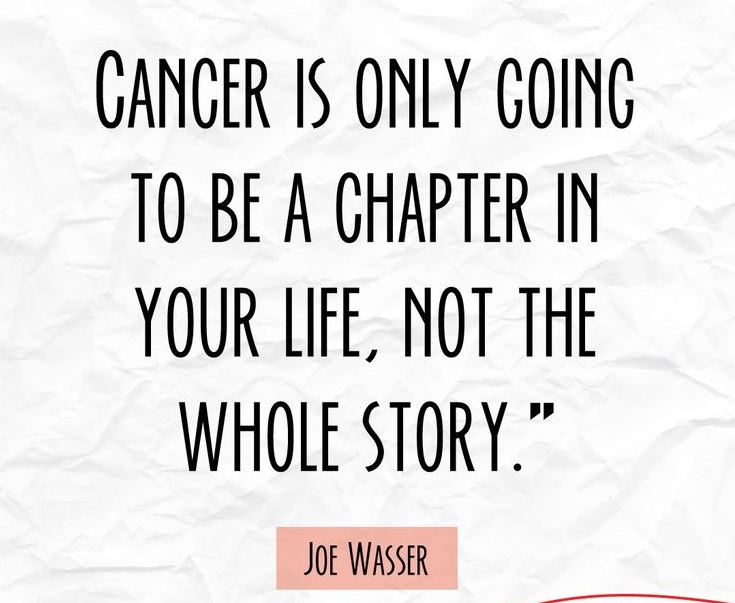 Cancer is only going
to be a chapter in
your life, not the
whole story.”
Joe Wasser